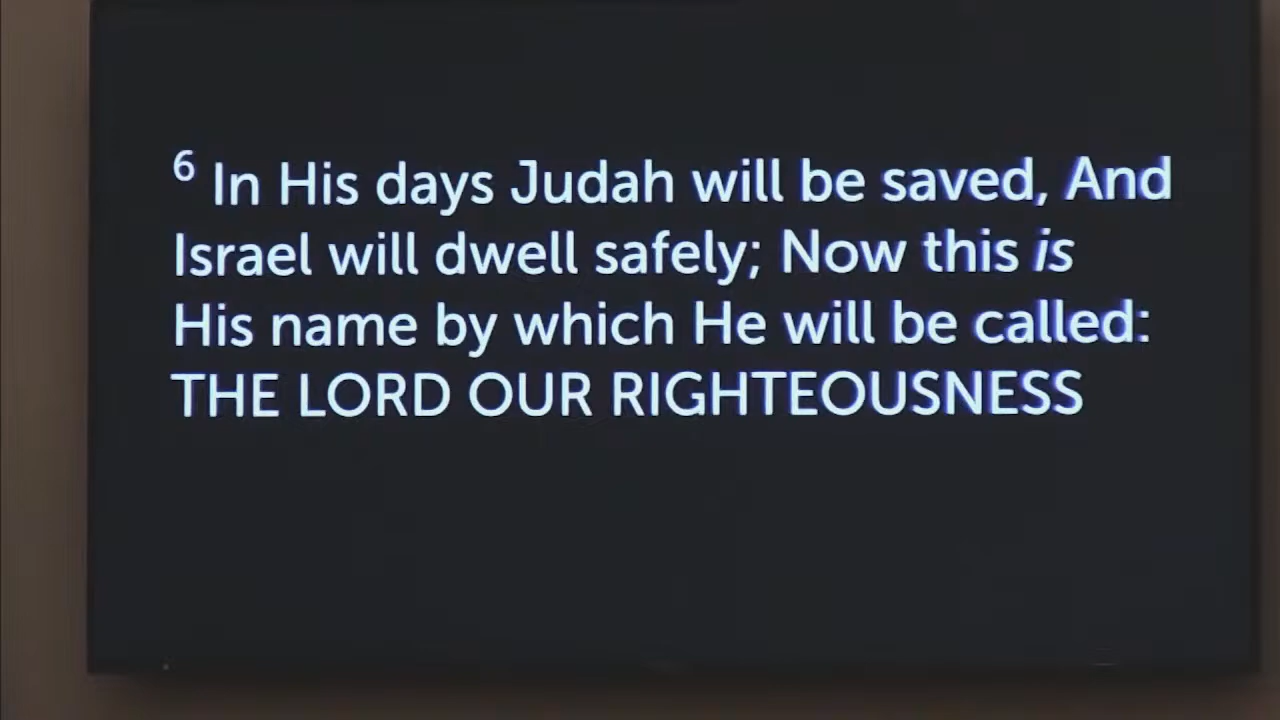 6 In His days Judah will be saved, And
Israel will dwell safely; Now this is
His name by which He will be called:
THE LORD OUR RIGHTEOUSNESS